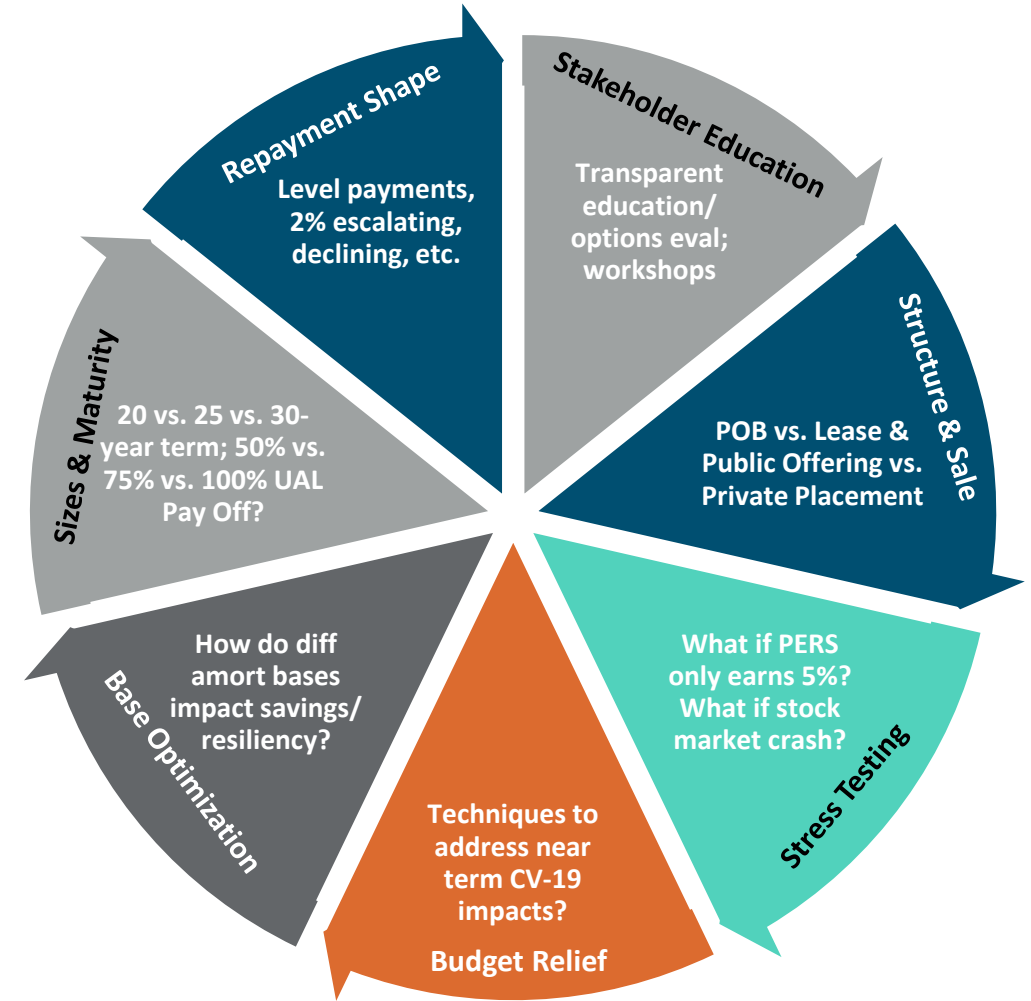 Stakeholder Education
Transparent
education/
options eval;
workshops
Structure & Sale
POB vs. Lease &
Public Offering vs.
Private Placement
Stress Testing
What if PERS
only earns 5%?
What if stock
market crash?
Techniques to
address near
term CV-19
impacts?
Budget Relief
Base Optimization
How do diff
amort bases
impact savings/
resiliency?
Sizes & Maturity
20 vs. 25 vs. 30-
year term; 50% vs.
75% vs. 100% UAL
Pay Off?
Repayment Shape
Level payments,
2% escalating,
declining, etc.